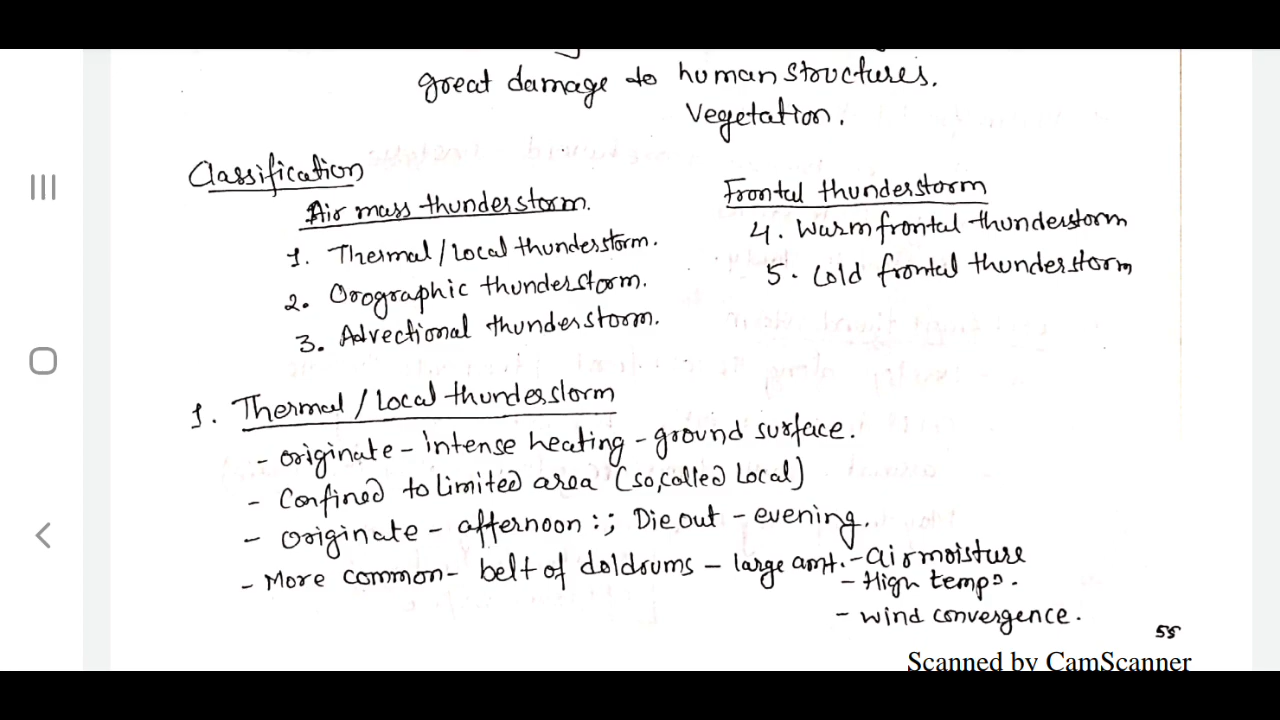 great damage to human structures.
Vegetation.
Classification
Air mass thunderstorm.
1. Thermal / Local thunderstorm.
2. Orographic thunderstorm.
3. Advectional thunderstorm.
Frontal thunderstorm
4. Warm frontal thunderstorm
5. Cold frontal thunderstorm
1. Thermal / Local thunderstorm
- originate - intense heating - ground surface.
- Confined to limited area (so, called Local)
- originate - afternoon :; Die out - evening.
- More common - belt of doldrums - large amt. - air moisture
- High temp.
- wind convergence.
55
Scanned by CamScanner